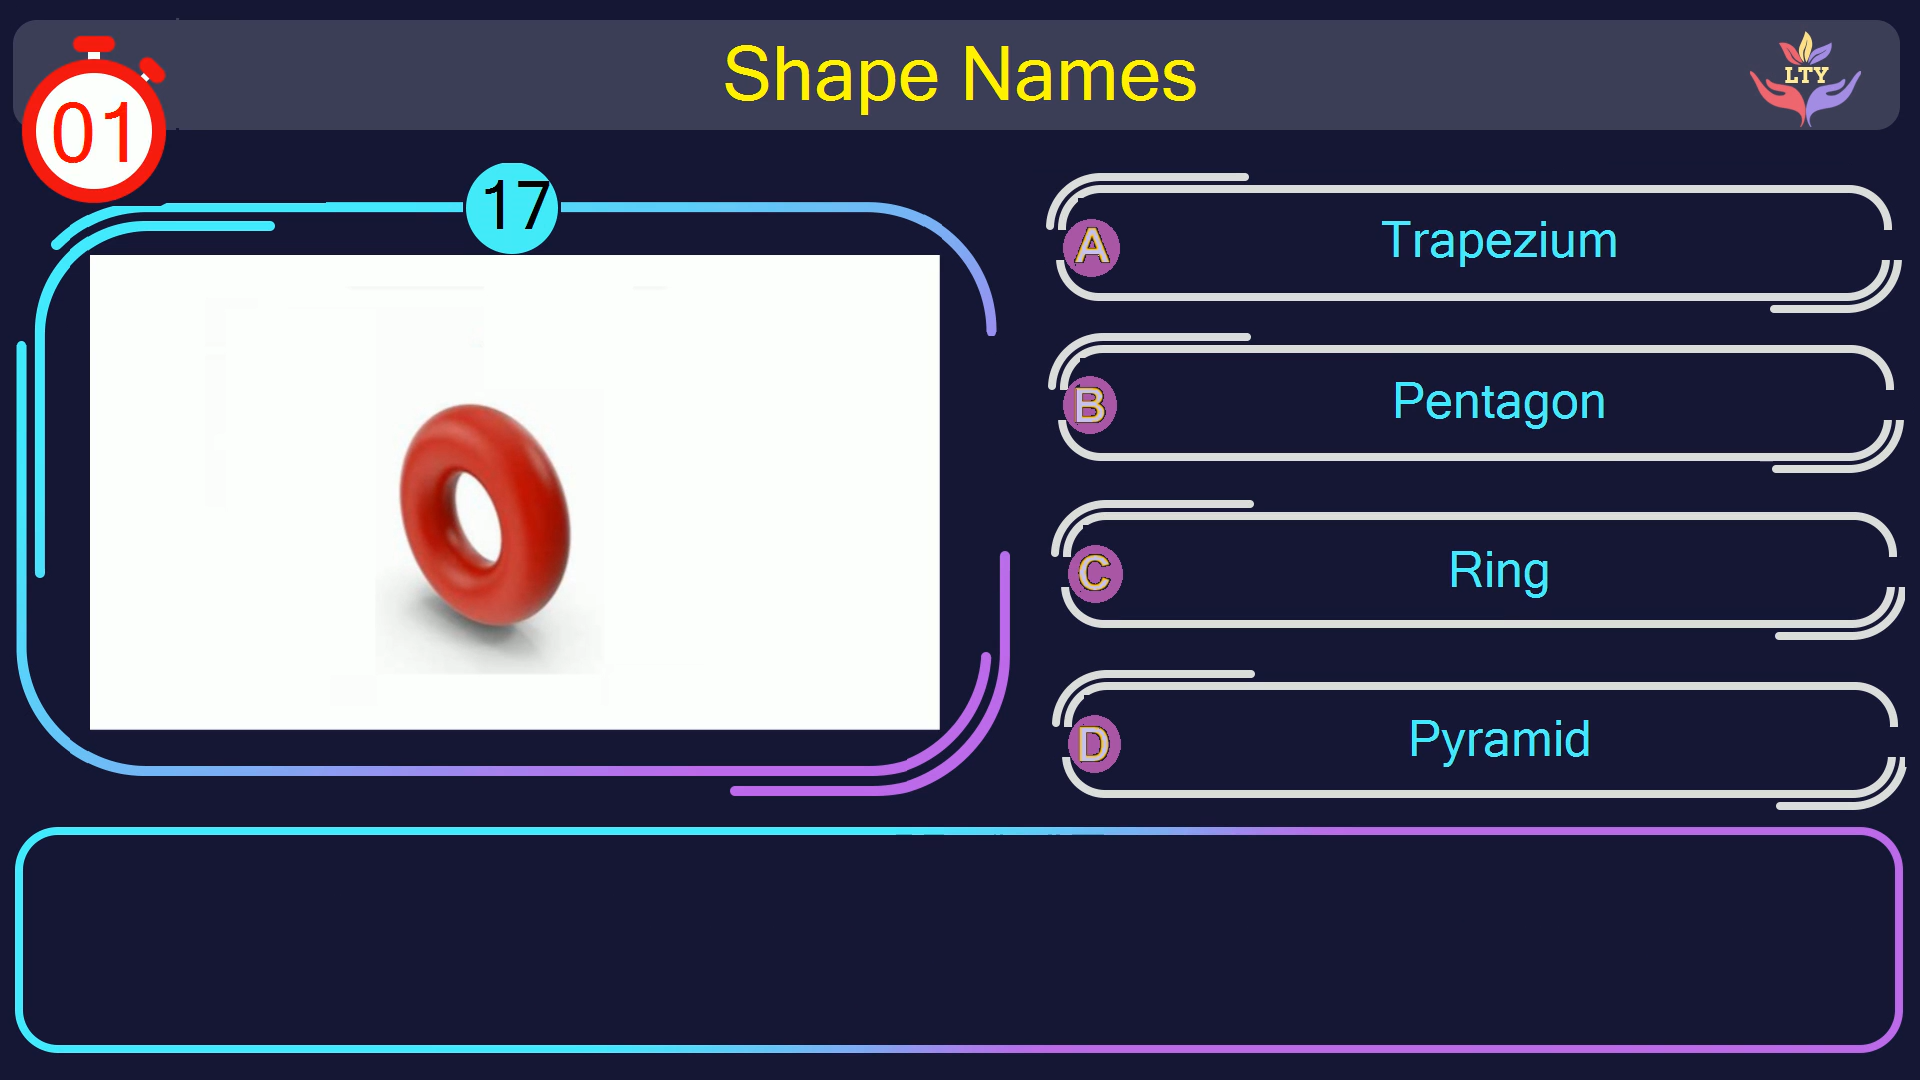 Shape Names
LTY
01
17
A
Trapezium
B
Pentagon
C
Ring
D
Pyramid